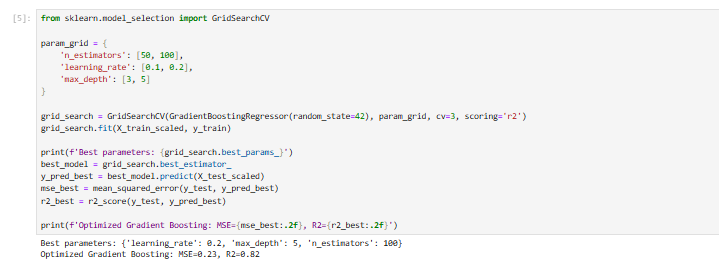 [5]: from sklearn.model_selection import GridSearchCV
param_grid = {
'n_estimators': [50, 100],
'learning_rate': [0.1, 0.2],
'max_depth': [3, 5]
}
grid_search = GridSearchCV(GradientBoostingRegressor(random_state=42), param_grid, cv=3, scoring='r2')
grid_search.fit(X_train_scaled, y_train)
print(f'Best parameters: {grid_search.best_params_}')
best_model = grid_search.best_estimator_
y_pred_best = best_model.predict(X_test_scaled)
mse_best = mean_squared_error(y_test, y_pred_best)
r2_best = r2_score(y_test, y_pred_best)
print(f'Optimized Gradient Boosting: MSE={mse_best:.2f}, R2={r2_best:.2f}')
Best parameters: {'learning_rate': 0.2, 'max_depth': 5, 'n_estimators': 100}
Optimized Gradient Boosting: MSE=0.23, R2=0.82